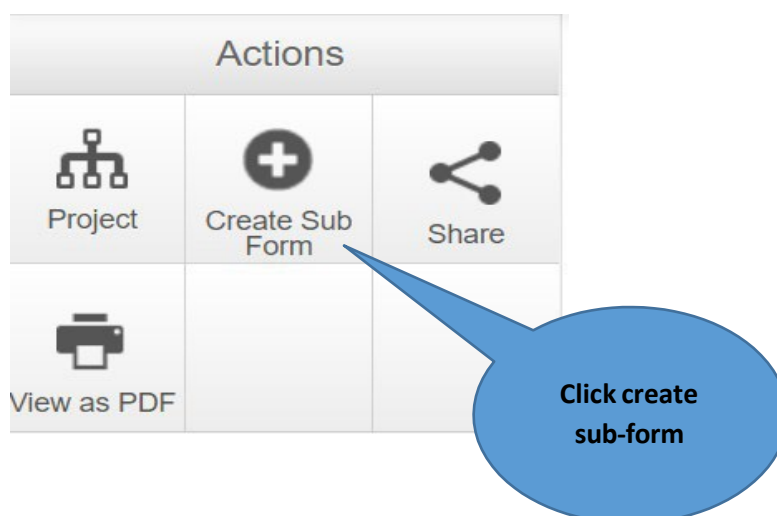 Actions
Project
Create Sub
Form
Share
View as PDF
Click create
sub-form